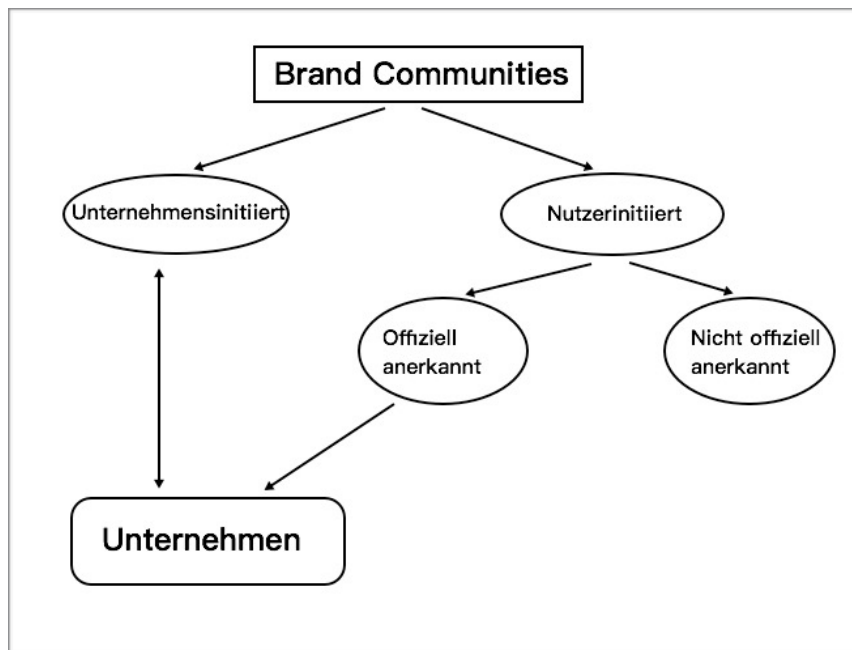 Brand Communities
Unternehmensinitiiert
Nutzerinitiiert
Offiziell
anerkannt
Nicht offiziell
anerkannt
Unternehmen